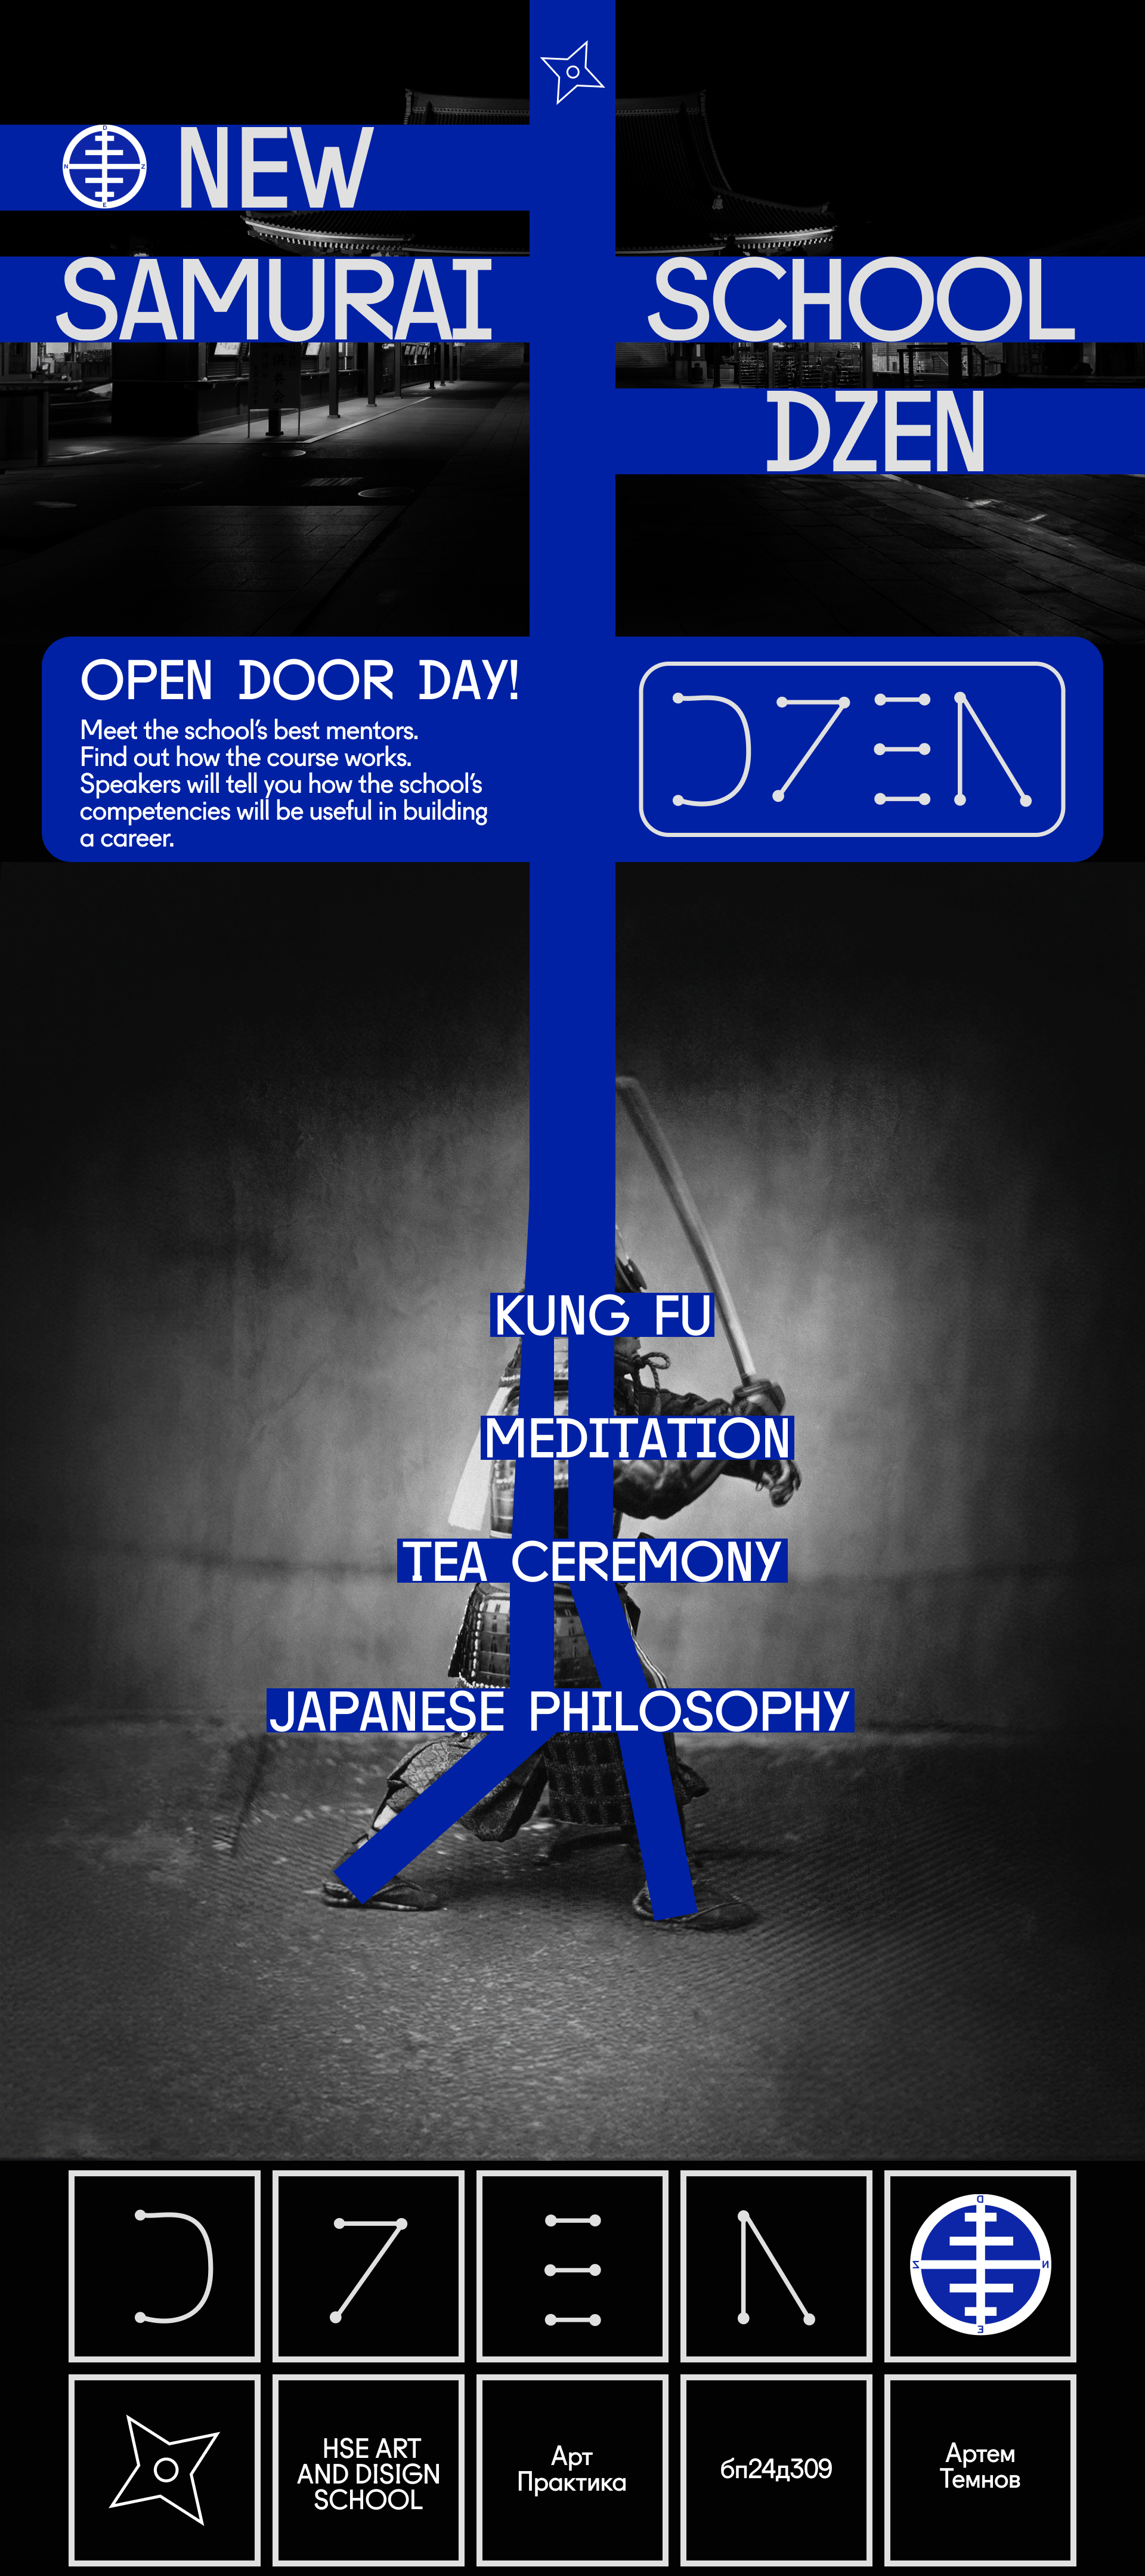 NEW
SAMURAI SCHOOL
DZEN
OPEN DOOR DAY!
Meet the school's best mentors.
Find out how the course works.
Speakers will tell you how the school's
competencies will be useful in building
a career.
DZEN
KUNG FU
MEDITATION
TEA CEREMONY
JAPANESE PHILOSOPHY
D Z E N
D
Z N
E
HSE ART
AND DISIGN
SCHOOL
Арт
Практика
бп24д309
Артем
Темнов